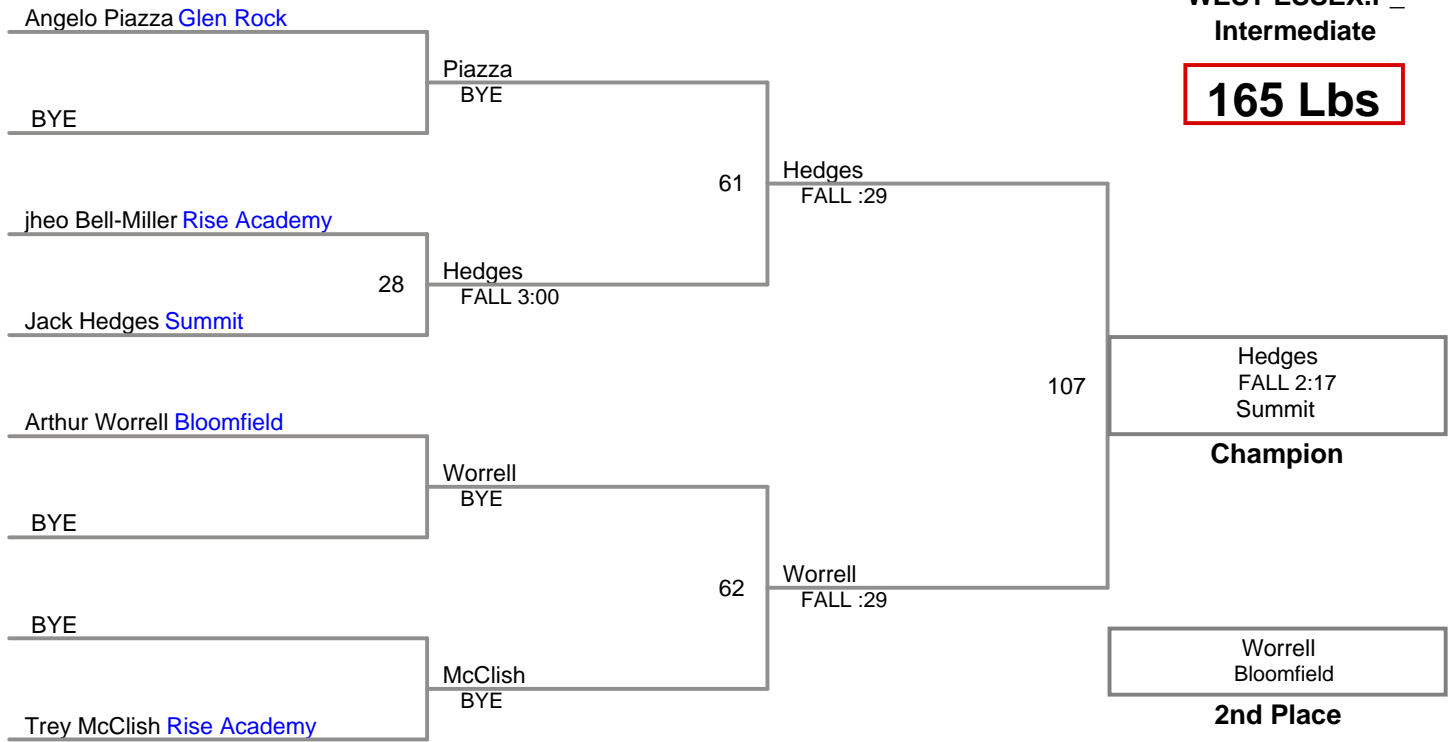 Intermediate
165 Lbs
Angelo Piazza Glen Rock
Piazza
BYE
BYE
61
Hedges
FALL :29
jheo Bell-Miller Rise Academy
28
Hedges
FALL 3:00
Jack Hedges Summit
107
Hedges
FALL 2:17
Summit
Champion
Arthur Worrell Bloomfield
Worrell
BYE
BYE
62
Worrell
FALL :29
BYE
McClish
BYE
Trey McClish Rise Academy
Worrell
Bloomfield
2nd Place